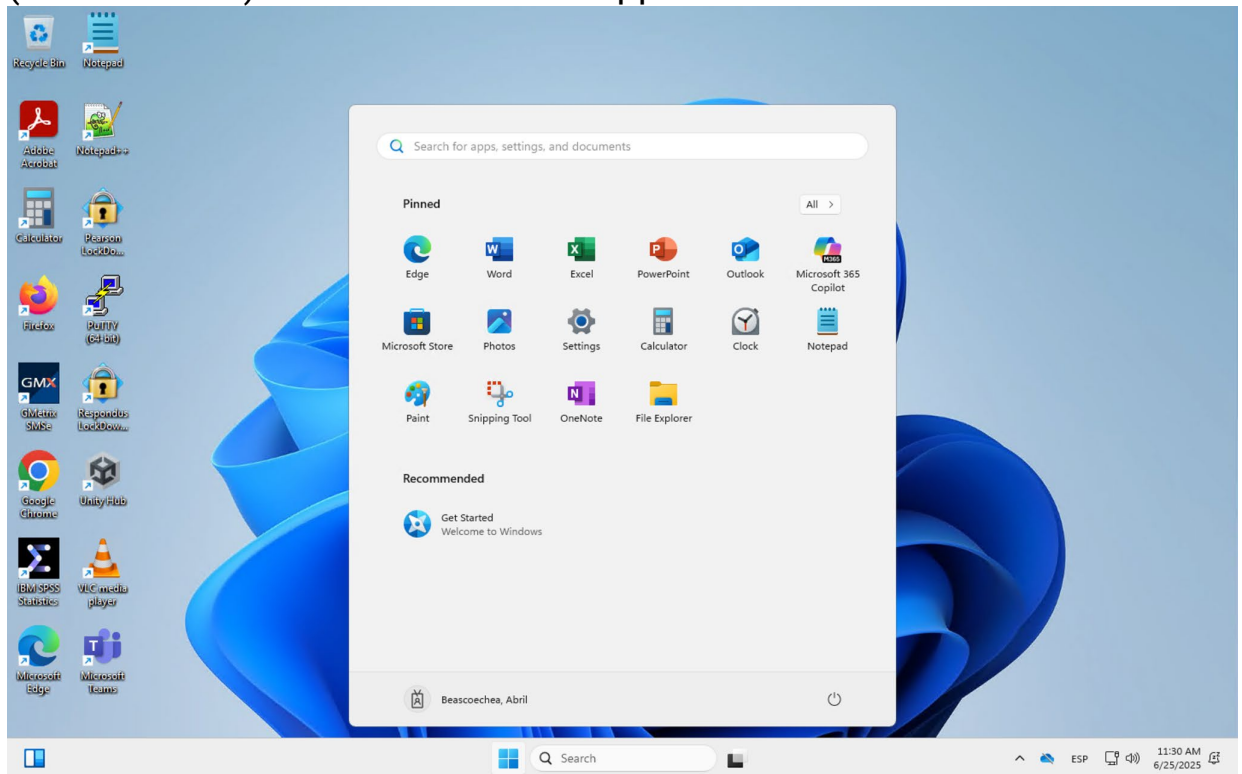 Recycle Bin
Notepad
Adobe
Acrobat
Notepad++
Calculator
Pearson
LockDo...
Firefox
PuTTY
(64-bit)
GMX
GMetrix
SMSe
Respondus
LockDow...
Google
Chrome
Unity Hub
IBM SPSS
Statistics
VLC media
player
Microsoft
Edge
Microsoft
Teams
Search for apps, settings, and documents
Pinned
All >
Edge
Word
Excel
PowerPoint
Outlook
M365
Microsoft 365
Copilot
Microsoft Store
Photos
Settings
Calculator
Clock
Notepad
Paint
Snipping Tool
OneNote
File Explorer
Recommended
Get Started
Welcome to Windows
Beascoechea, Abril
Search
ESP
11:30 AM
6/25/2025